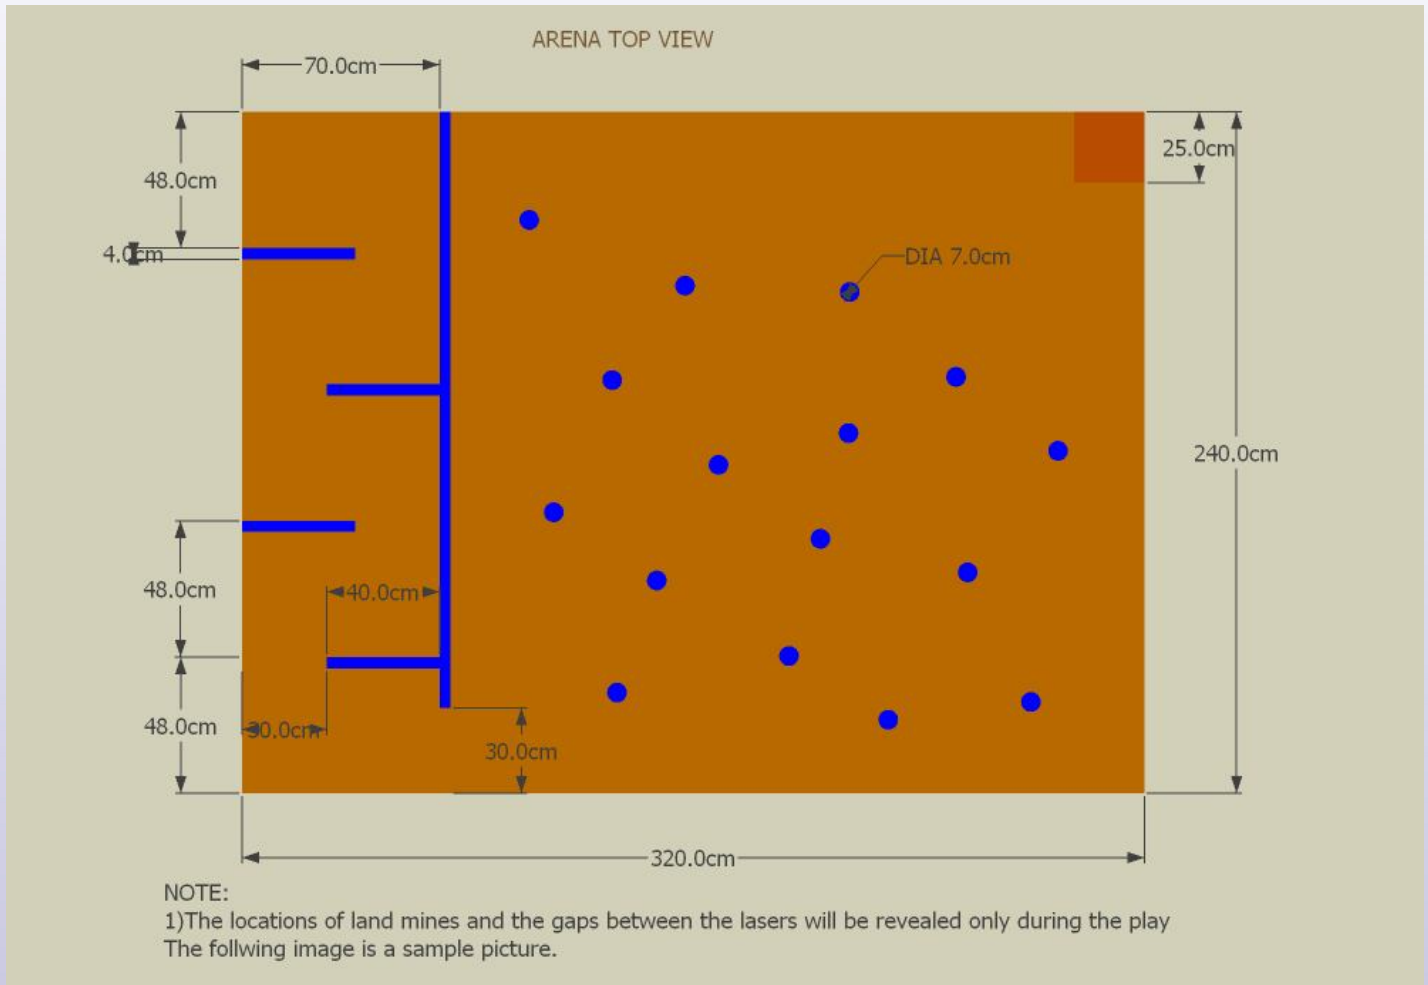 ARENA TOP VIEW
70.0cm
48.0cm
25.0cm
4.0cm
DIA 7.0cm
240.0cm
48.0cm
40.0cm
48.0cm
30.0cm
30.0cm
320.0cm
NOTE:
1)The locations of land mines and the gaps between the lasers will be revealed only during the play
The follwing image is a sample picture.